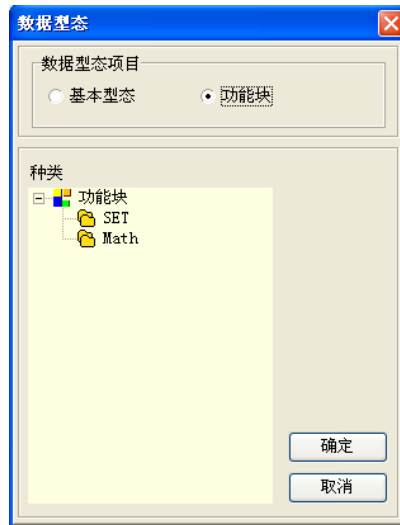 数据型态
数据型态项目
基本型态 功能块
种类
功能块
SET
Math
确定
取消